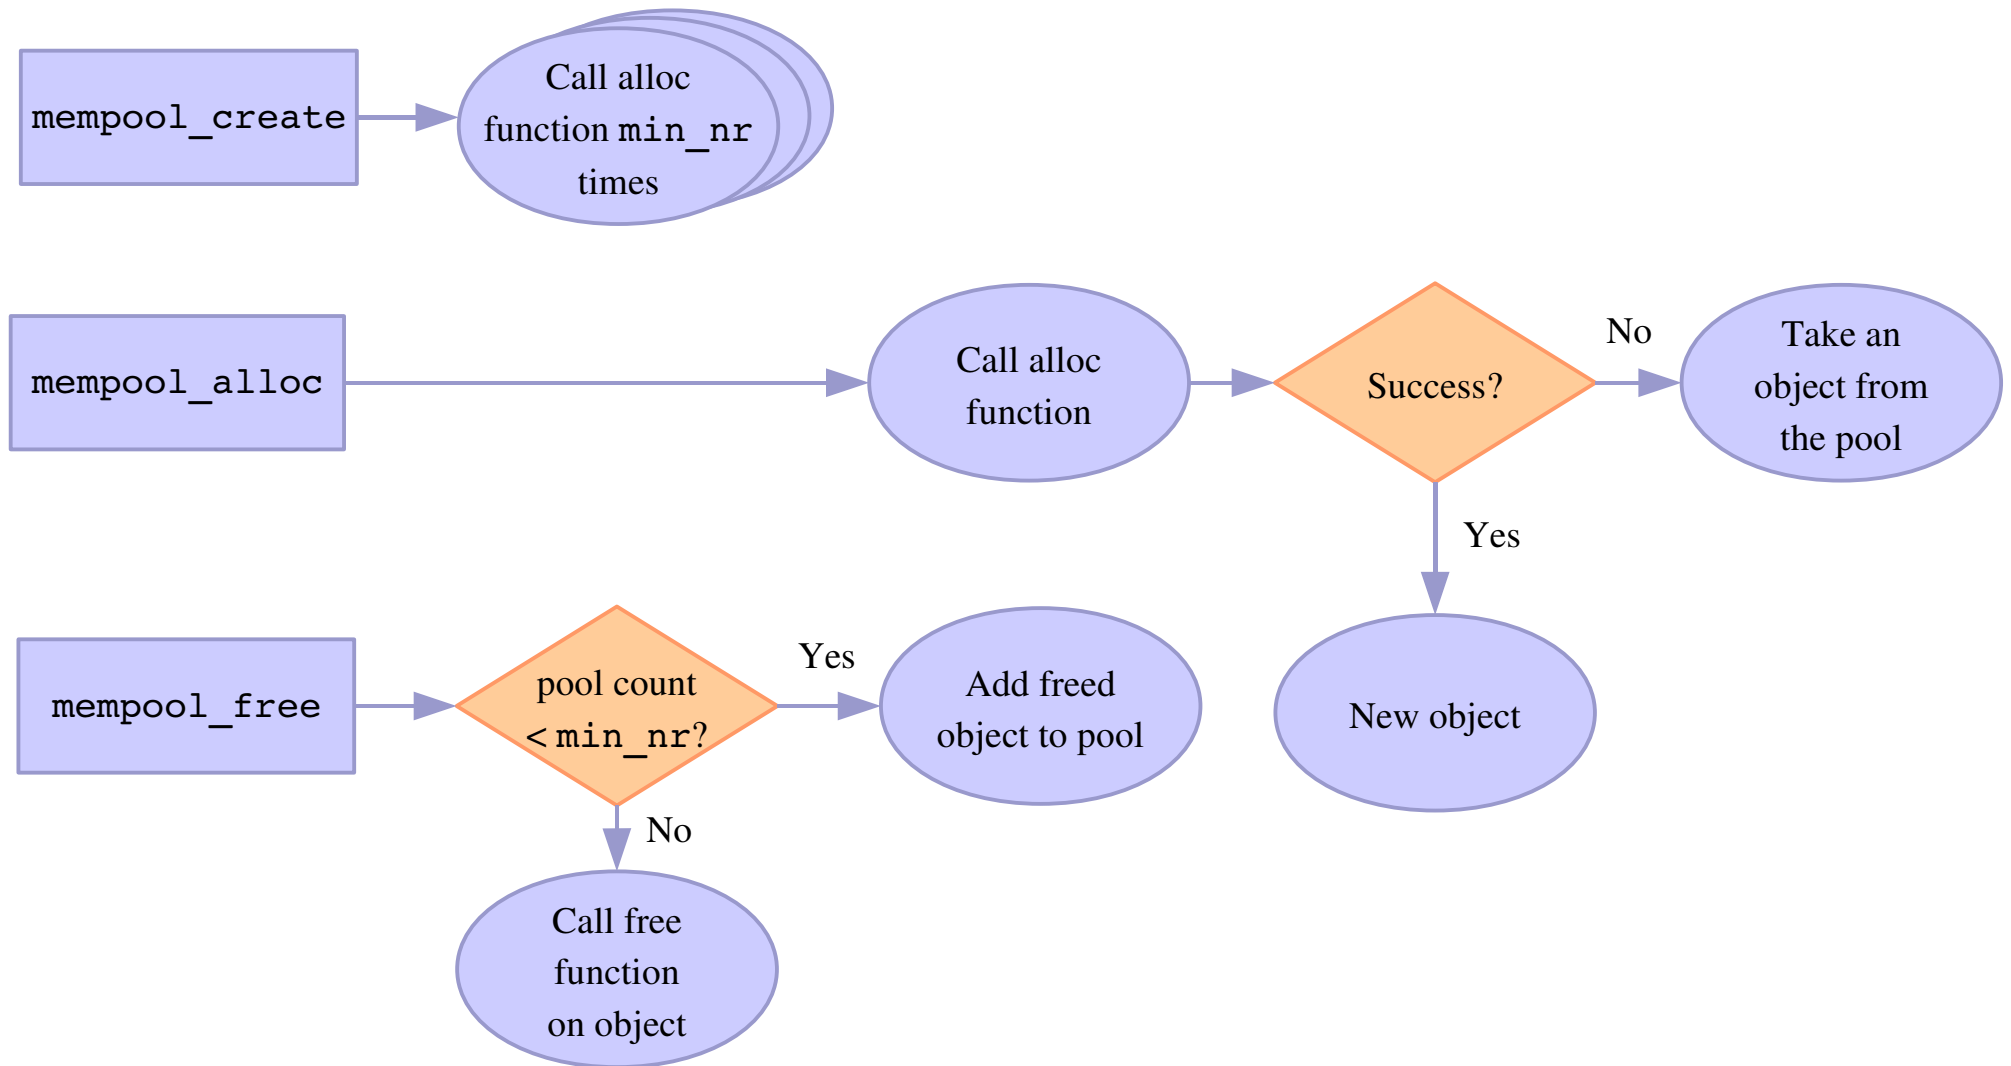 mempool_create
Call alloc
function min_nr
times
mempool_alloc
Call alloc
function
Success?
No
Take an
object from
the pool
Yes
New object
mempool_free
pool count
< min_nr?
Yes
Add freed
object to pool
No
Call free
function
on object